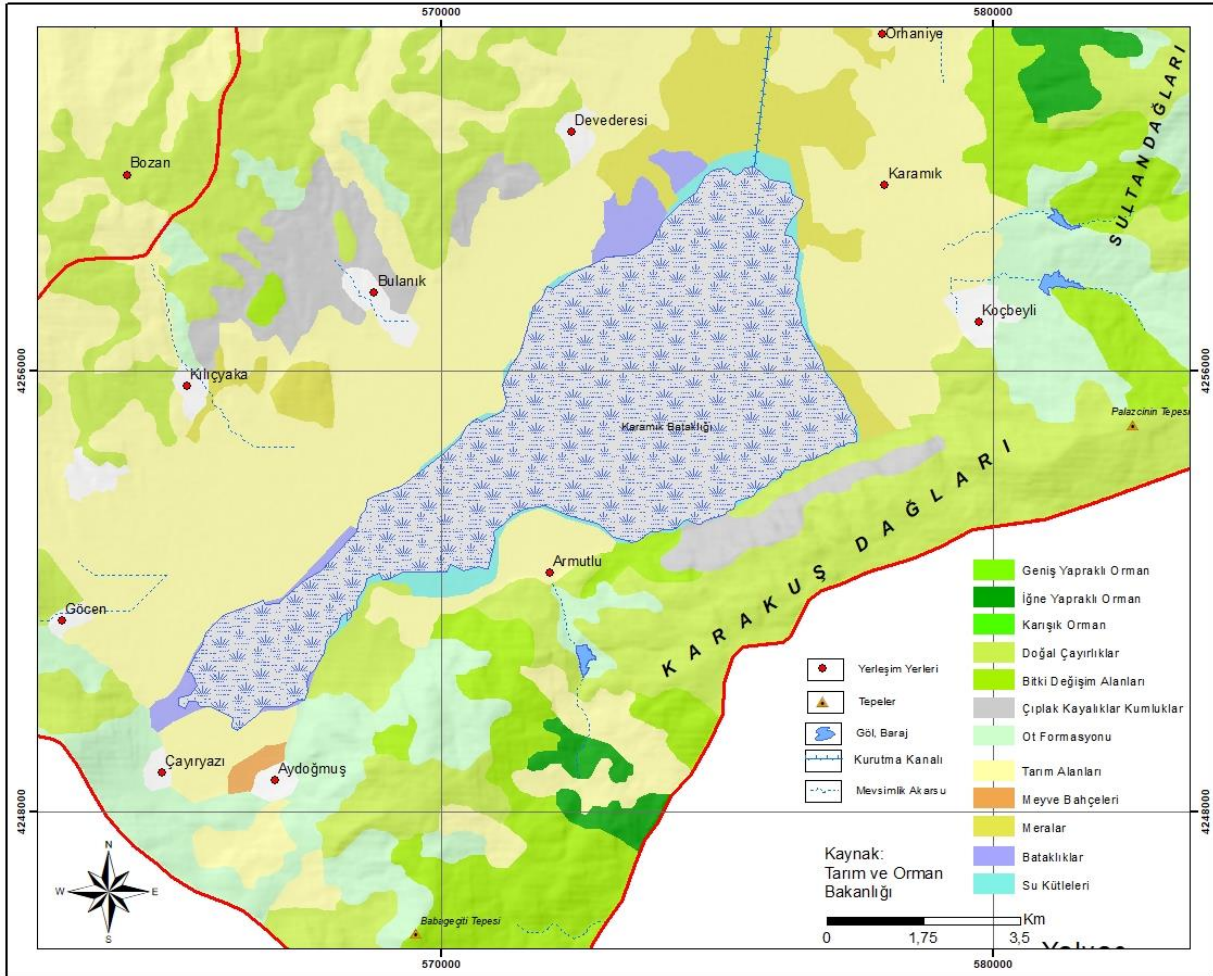 570000
580000
Orhaniye
Devederesi
Bozan
Karamık
SULTANDAĞLARI
Bulanık
Koçbeyli
4256000
4256000
Kılıçyaka
Palazcinin Tepesi
Karamık Bataklığı
KARAKUŞ DAĞLARI
Armutlu
Göcen
Çayıryazı
Aydoğmuş
4248000
4248000
Babageçiti Tepesi
Yerleşim Yerleri
Tepeler
Göl, Baraj
Kurutma Kanalı
Mevsimlik Akarsu
Geniş Yapraklı Orman
İğne Yapraklı Orman
Karışık Orman
Doğal Çayırlıklar
Bitki Değişim Alanları
Çıplak Kayalıklar Kumluklar
Ot Formasyonu
Tarım Alanları
Meyve Bahçeleri
Meralar
Bataklıklar
Su Kütleleri
Kaynak:
Tarım ve Orman
Bakanlığı
Km
0 1,75 3,5
N
W E
S
570000
580000